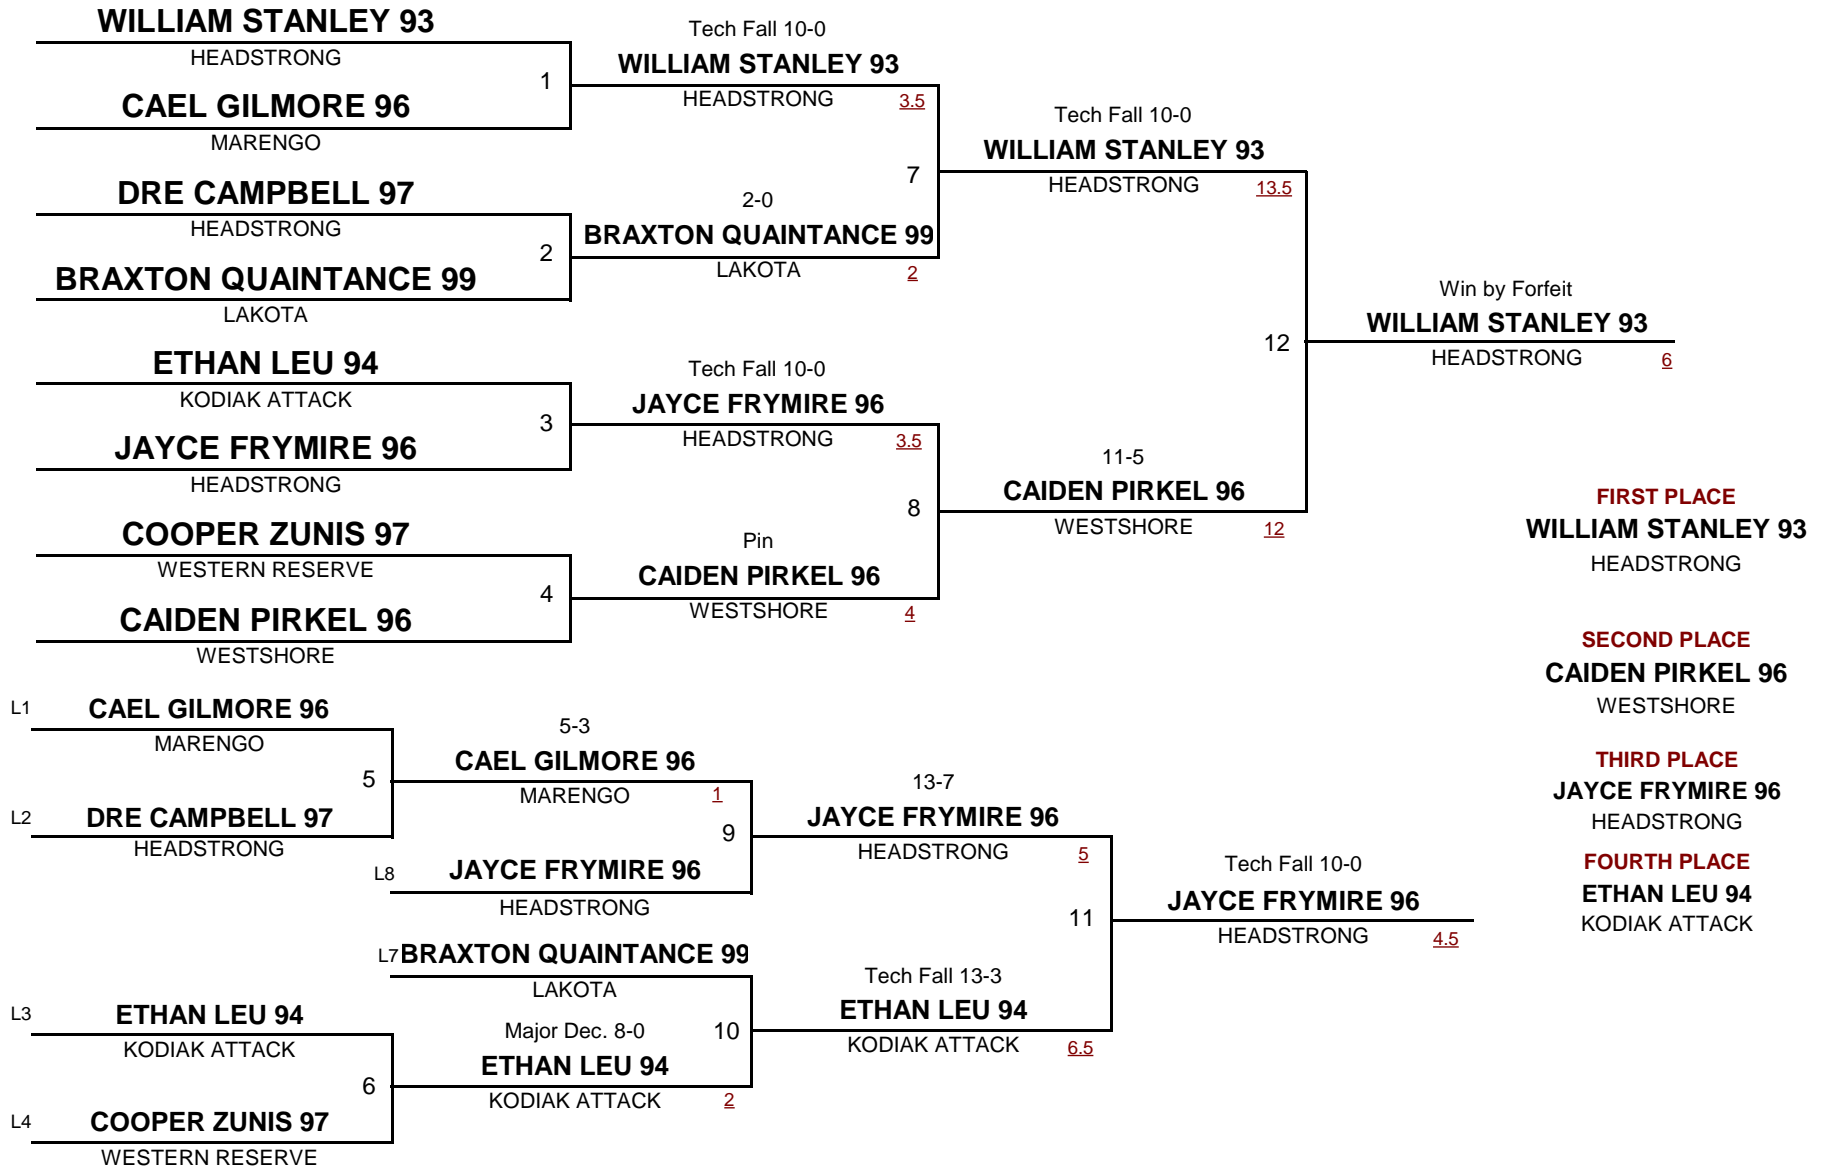 WILLIAM STANLEY 93
HEADSTRONG
1
CAEL GILMORE 96
MARENGO
DRE CAMPBELL 97
HEADSTRONG
2
BRAXTON QUAINTANCE 99
LAKOTA
ETHAN LEU 94
KODIAK ATTACK
3
JAYCE FRYMIRE 96
HEADSTRONG
COOPER ZUNIS 97
WESTERN RESERVE
4
CAIDEN PIRKEL 96
WESTSHORE
Tech Fall 10-0
WILLIAM STANLEY 93
HEADSTRONG 3.5
7
2-0
BRAXTON QUAINTANCE 99
LAKOTA 2
Tech Fall 10-0
JAYCE FRYMIRE 96
HEADSTRONG 3.5
8
Pin
CAIDEN PIRKEL 96
WESTSHORE 4
Tech Fall 10-0
WILLIAM STANLEY 93
HEADSTRONG 13.5
12
11-5
CAIDEN PIRKEL 96
WESTSHORE 12
Win by Forfeit
WILLIAM STANLEY 93
HEADSTRONG 6
L1 CAEL GILMORE 96
MARENGO
5
L2 DRE CAMPBELL 97
HEADSTRONG
L3 ETHAN LEU 94
KODIAK ATTACK
6
L4 COOPER ZUNIS 97
WESTERN RESERVE
5-3
CAEL GILMORE 96
MARENGO 1
9
L8 JAYCE FRYMIRE 96
HEADSTRONG
L7 BRAXTON QUAINTANCE 99
LAKOTA
10
Major Dec. 8-0
ETHAN LEU 94
KODIAK ATTACK 2
13-7
JAYCE FRYMIRE 96
HEADSTRONG 5
11
Tech Fall 13-3
ETHAN LEU 94
KODIAK ATTACK 6.5
Tech Fall 10-0
JAYCE FRYMIRE 96
HEADSTRONG 4.5
FIRST PLACE
WILLIAM STANLEY 93
HEADSTRONG
SECOND PLACE
CAIDEN PIRKEL 96
WESTSHORE
THIRD PLACE
JAYCE FRYMIRE 96
HEADSTRONG
FOURTH PLACE
ETHAN LEU 94
KODIAK ATTACK